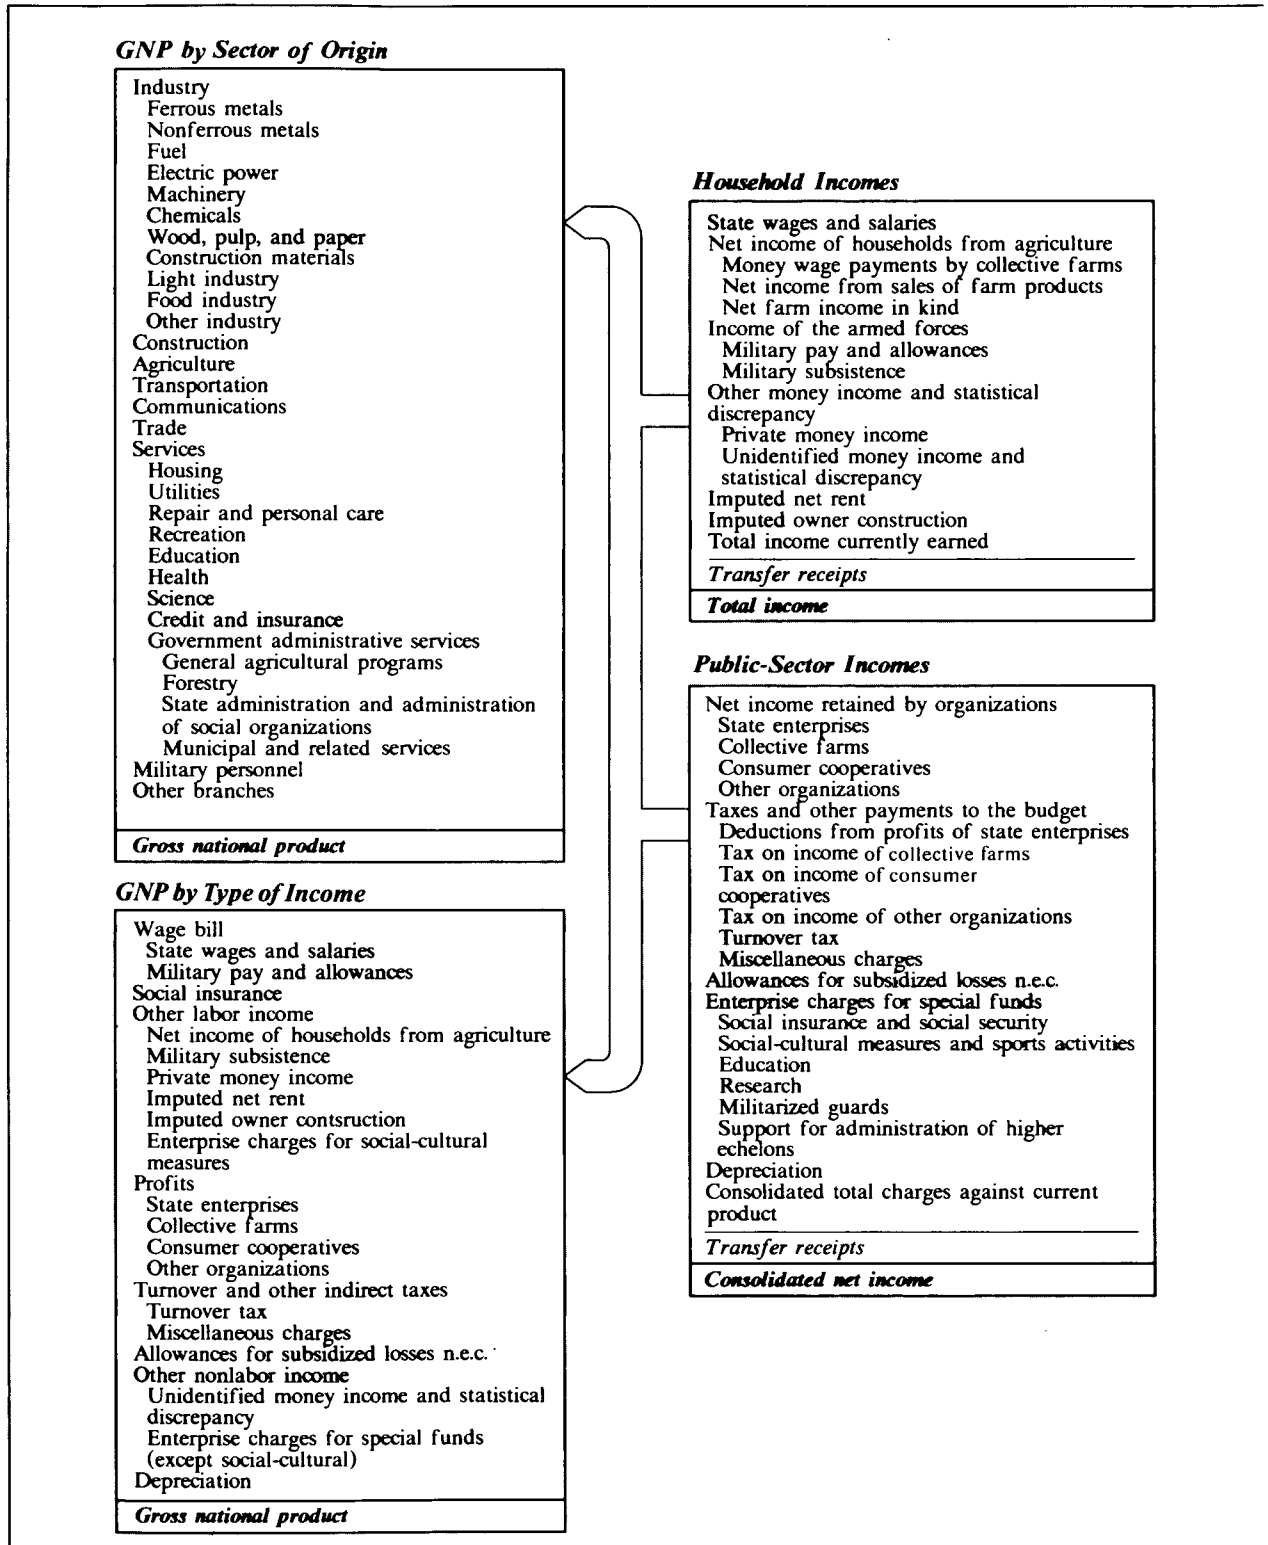 GNP by Sector of Origin
Industry
Ferrous metals
Nonferrous metals
Fuel
Electric power
Machinery
Chemicals
Wood, pulp, and paper
Construction materials
Light industry
Food industry
Other industry
Construction
Agriculture
Transportation
Communications
Trade
Services
Housing
Utilities
Repair and personal care
Recreation
Education
Health
Science
Credit and insurance
Government administrative services
General agricultural programs
Forestry
State administration and administration
of social organizations
Municipal and related services
Military personnel
Other branches
Gross national product
GNP by Type of Income
Wage bill
State wages and salaries
Military pay and allowances
Social insurance
Other labor income
Net income of households from agriculture
Military subsistence
Private money income
Imputed net rent
Imputed owner contsruction
Enterprise charges for social-cultural
measures
Profits
State enterprises
Collective farms
Consumer cooperatives
Other organizations
Turnover and other indirect taxes
Turnover tax
Miscellaneous charges
Allowances for subsidized losses n.e.c.
Other nonlabor income
Unidentified money income and statistical
discrepancy
Enterprise charges for special funds
(except social-cultural)
Depreciation
Gross national product
Household Incomes
State wages and salaries
Net income of households from agriculture
Money wage payments by collective farms
Net income from sales of farm products
Net farm income in kind
Income of the armed forces
Military pay and allowances
Military subsistence
Other money income and statistical
discrepancy
Private money income
Unidentified money income and
statistical discrepancy
Imputed net rent
Imputed owner construction
Total income currently earned
Transfer receipts
Total income
Public-Sector Incomes
Net income retained by organizations
State enterprises
Collective farms
Consumer cooperatives
Other organizations
Taxes and other payments to the budget
Deductions from profits of state enterprises
Tax on income of collective farms
Tax on income of consumer
cooperatives
Tax on income of other organizations
Turnover tax
Miscellaneous charges
Allowances for subsidized losses n.e.c.
Enterprise charges for special funds
Social insurance and social security
Social-cultural measures and sports activities
Education
Research
Militarized guards
Support for administration of higher
echelons
Depreciation
Consolidated total charges against current
product
Transfer receipts
Consolidated net income